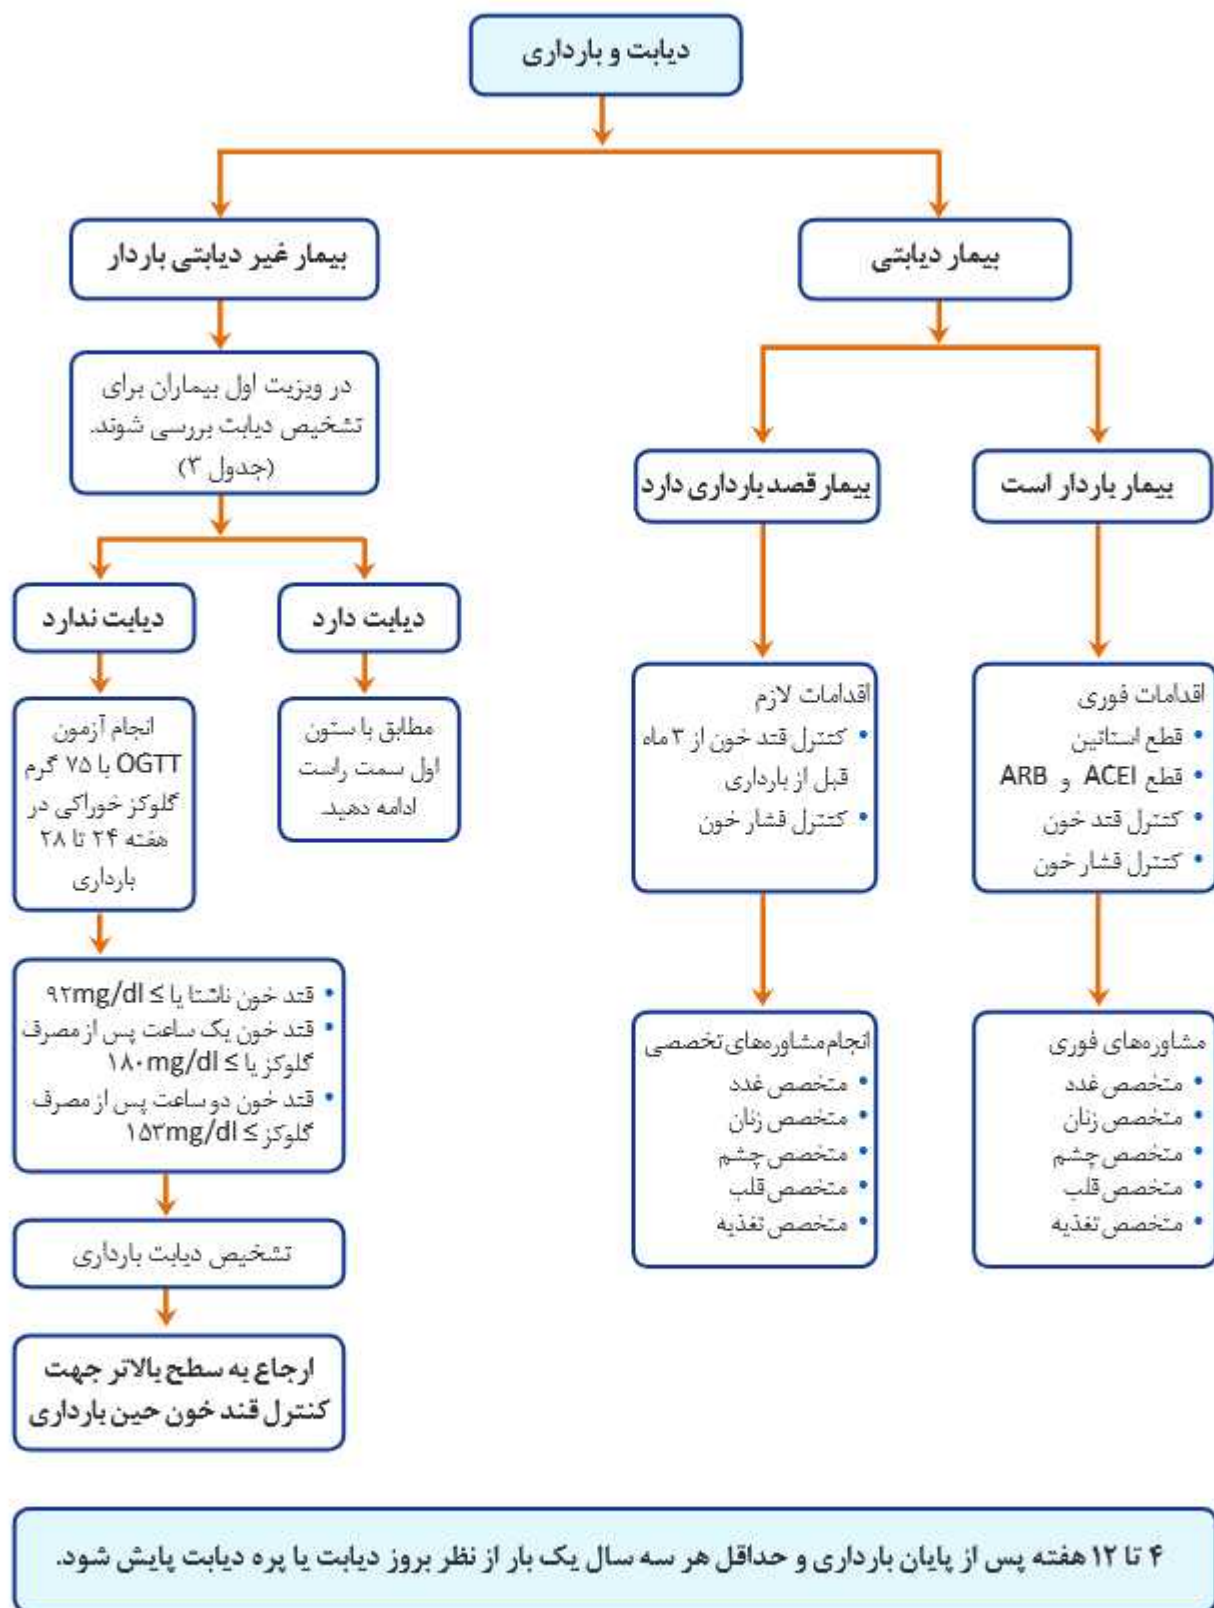 دیابت و بارداری
بیمار دیابتی
بیمار غیر دیابتی باردار
بیمار باردار است
بیمار قصد بارداری دارد
در ویزیت اول بیماران برای
تشخیص دیابت بررسی شوند.
(جدول ۳)
دیابت دارد
دیابت ندارد
اقدامات فوری
• قطع استاتین
• قطع ACEI و ARB
• کنترل قند خون
• کنترل فشار خون
اقدامات لازم
• کنترل قند خون از ۳ ماه
قبل از بارداری
• کنترل فشار خون
مطابق با ستون
اول سمت راست
ادامه دهید.
انجام آزمون
OGTT با ۷۵ گرم
گلوکز خوراکی در
هفته ۲۴ تا ۲۸
بارداری
مشاوره‌های فوری
• متخصص غدد
• متخصص زنان
• متخصص چشم
• متخصص قلب
• متخصص تغذیه
انجام مشاوره‌های تخصصی
• متخصص غدد
• متخصص زنان
• متخصص چشم
• متخصص قلب
• متخصص تغذیه
• قند خون ناشتا یا ≥ ۹۲mg/dl
• قند خون یک ساعت پس از مصرف
گلوکز یا ≥ ۱۸۰mg/dl
• قند خون دو ساعت پس از مصرف
گلوکز ≥ ۱۵۳mg/dl
تشخیص دیابت بارداری
ارجاع به سطح بالاتر جهت
کنترل قند خون حین بارداری
۴ تا ۱۲ هفته پس از پایان بارداری و حداقل هر سه سال یک بار از نظر بروز دیابت یا پره دیابت پایش شود.